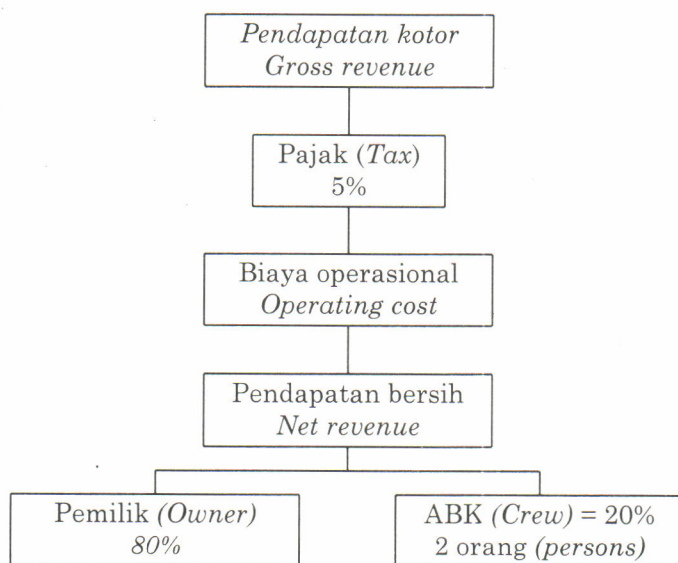 Pendapatan kotor
Gross revenue
Pajak (Tax)
5%
Biaya operasional
Operating cost
Pendapatan bersih
Net revenue
Pemilik (Owner)
80%
ABK (Crew) = 20%
2 orang (persons)